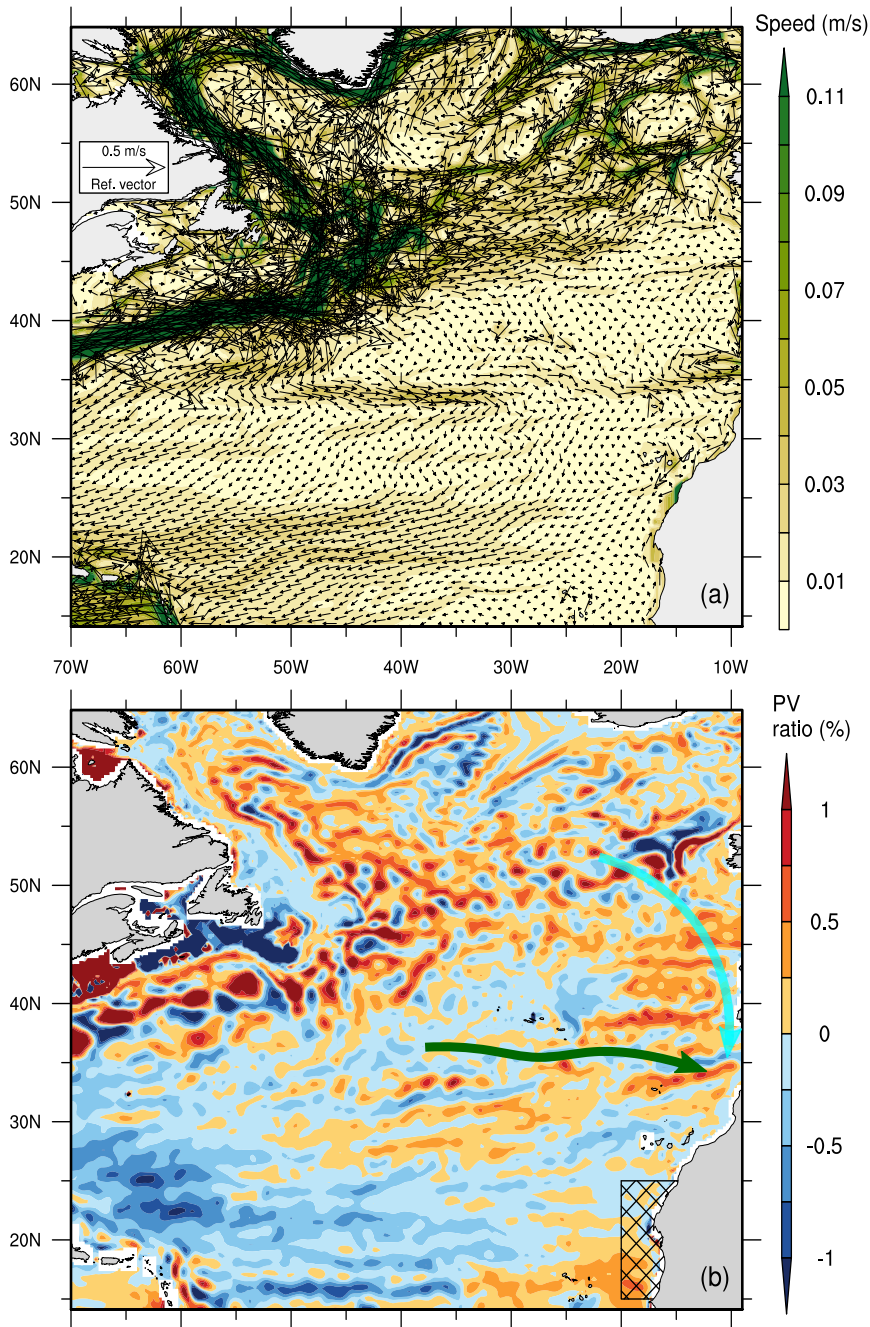 Speed (m/s)
60N
50N
40N
30N
20N
0.5 m/s
Ref. vector
0.11
0.09
0.07
0.05
0.03
0.01
(a)
70W 60W 50W 40W 30W 20W 10W
PV
ratio (%)
60N
50N
40N
30N
20N
1
0.5
0
-0.5
-1
(b)